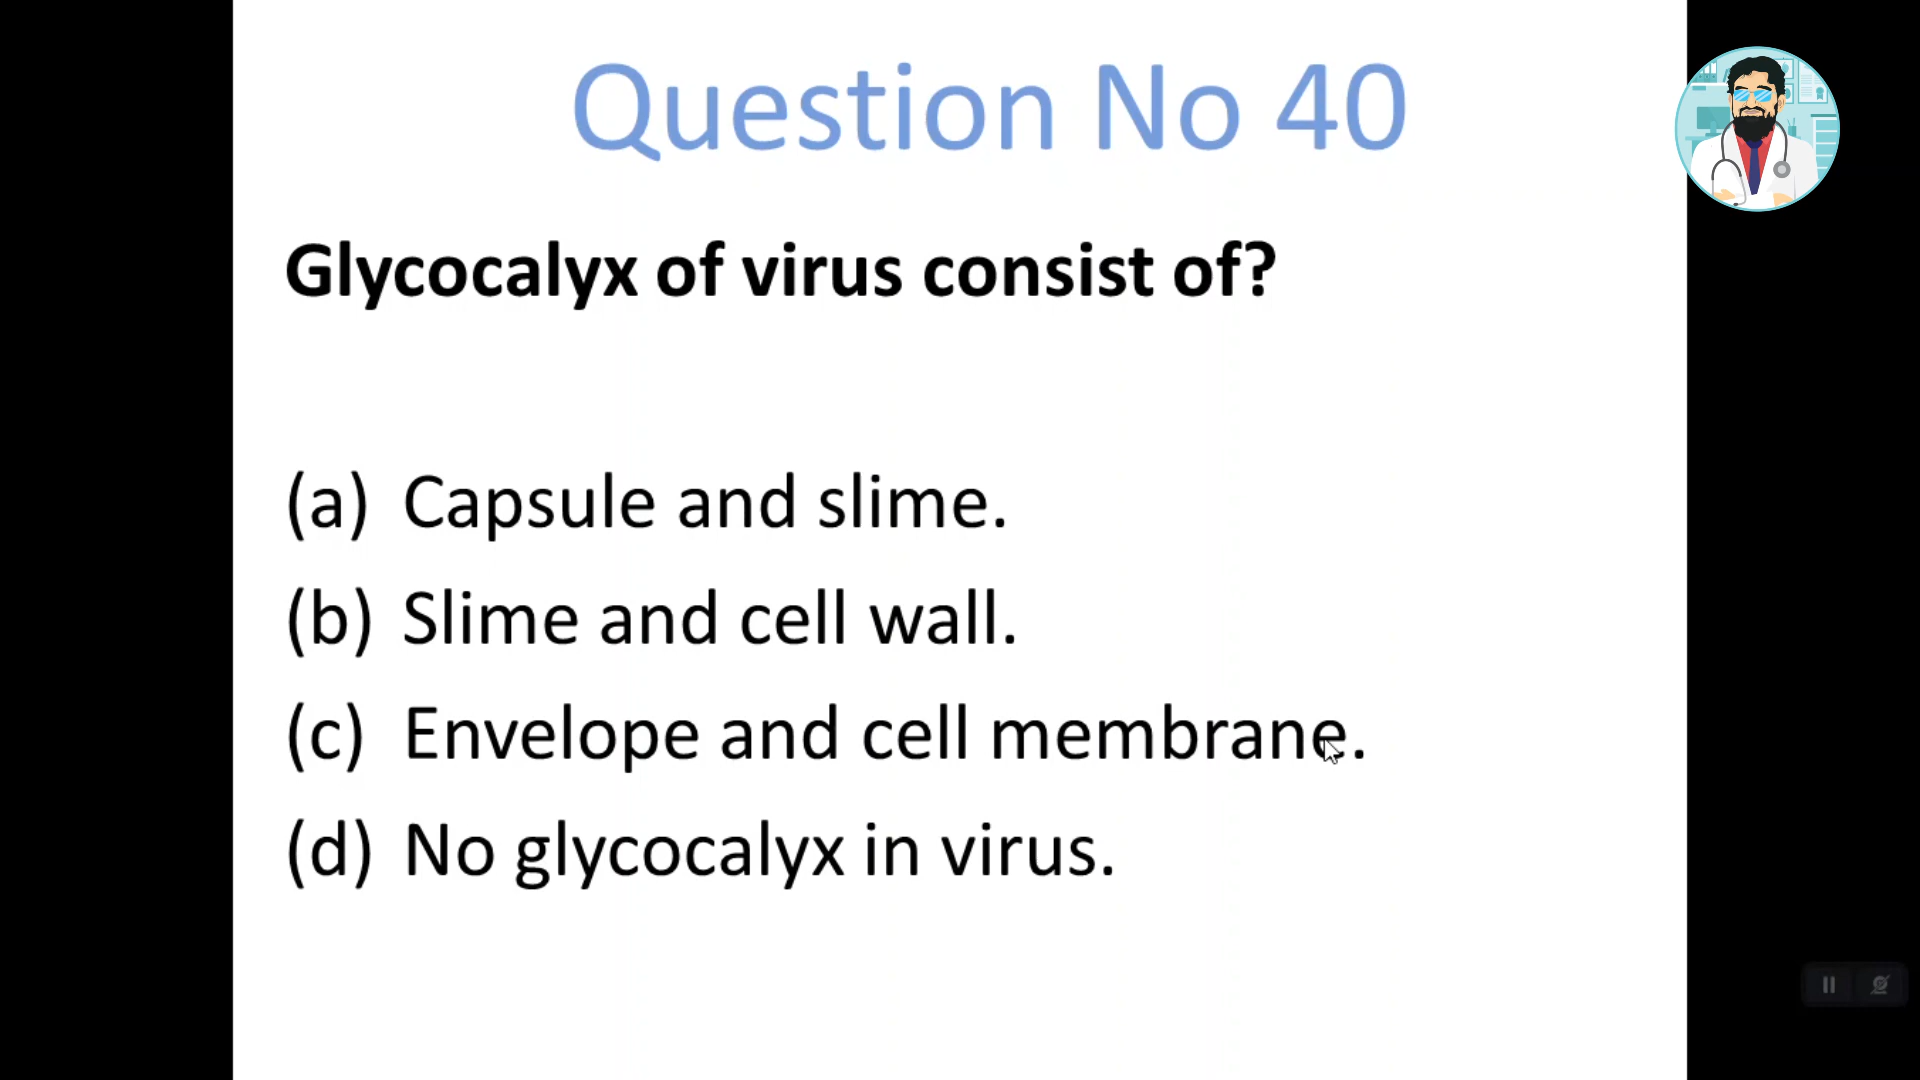 Question No 40
Glycocalyx of virus consist of?
(a) Capsule and slime.
(b) Slime and cell wall.
(c) Envelope and cell membrane.
(d) No glycocalyx in virus.